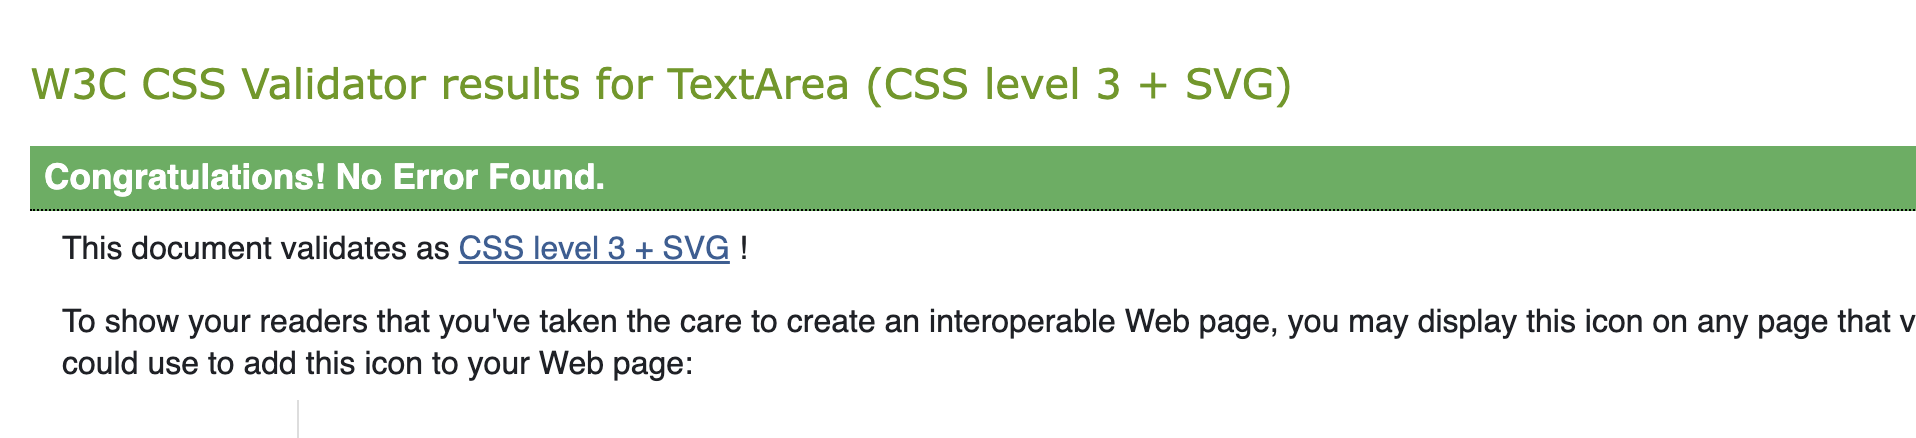 W3C CSS Validator results for TextArea (CSS level 3 + SVG)
Congratulations! No Error Found.
This document validates as CSS level 3 + SVG !
To show your readers that you've taken the care to create an interoperable Web page, you may display this icon on any page that
could use to add this icon to your Web page: